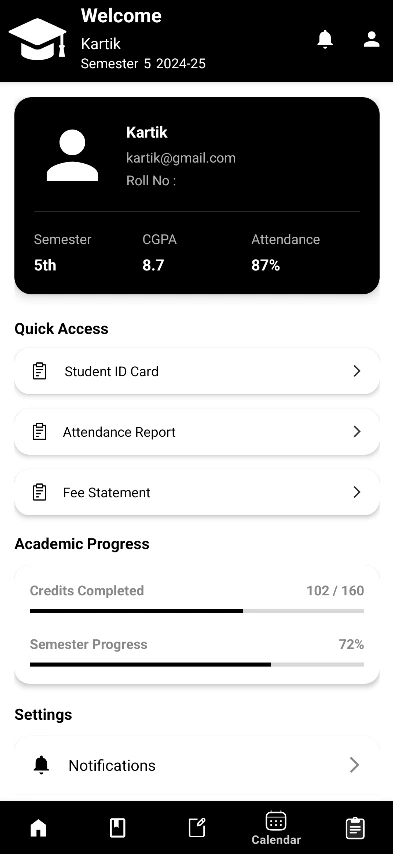 Welcome
Kartik
Semester 5 2024-25
Kartik
kartik@gmail.com
Roll No :
Semester CGPA Attendance
5th 8.7 87%
Quick Access
Student ID Card
Attendance Report
Fee Statement
Academic Progress
Credits Completed 102 / 160
Semester Progress 72%
Settings
Notifications
Calendar